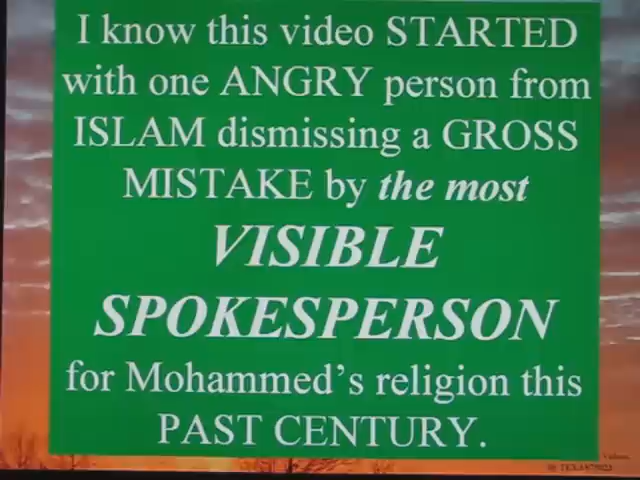 I know this video STARTED
with one ANGRY person from
ISLAM dismissing a GROSS
MISTAKE by the most
VISIBLE
SPOKESPERSON
for Mohammed's religion this
PAST CENTURY.